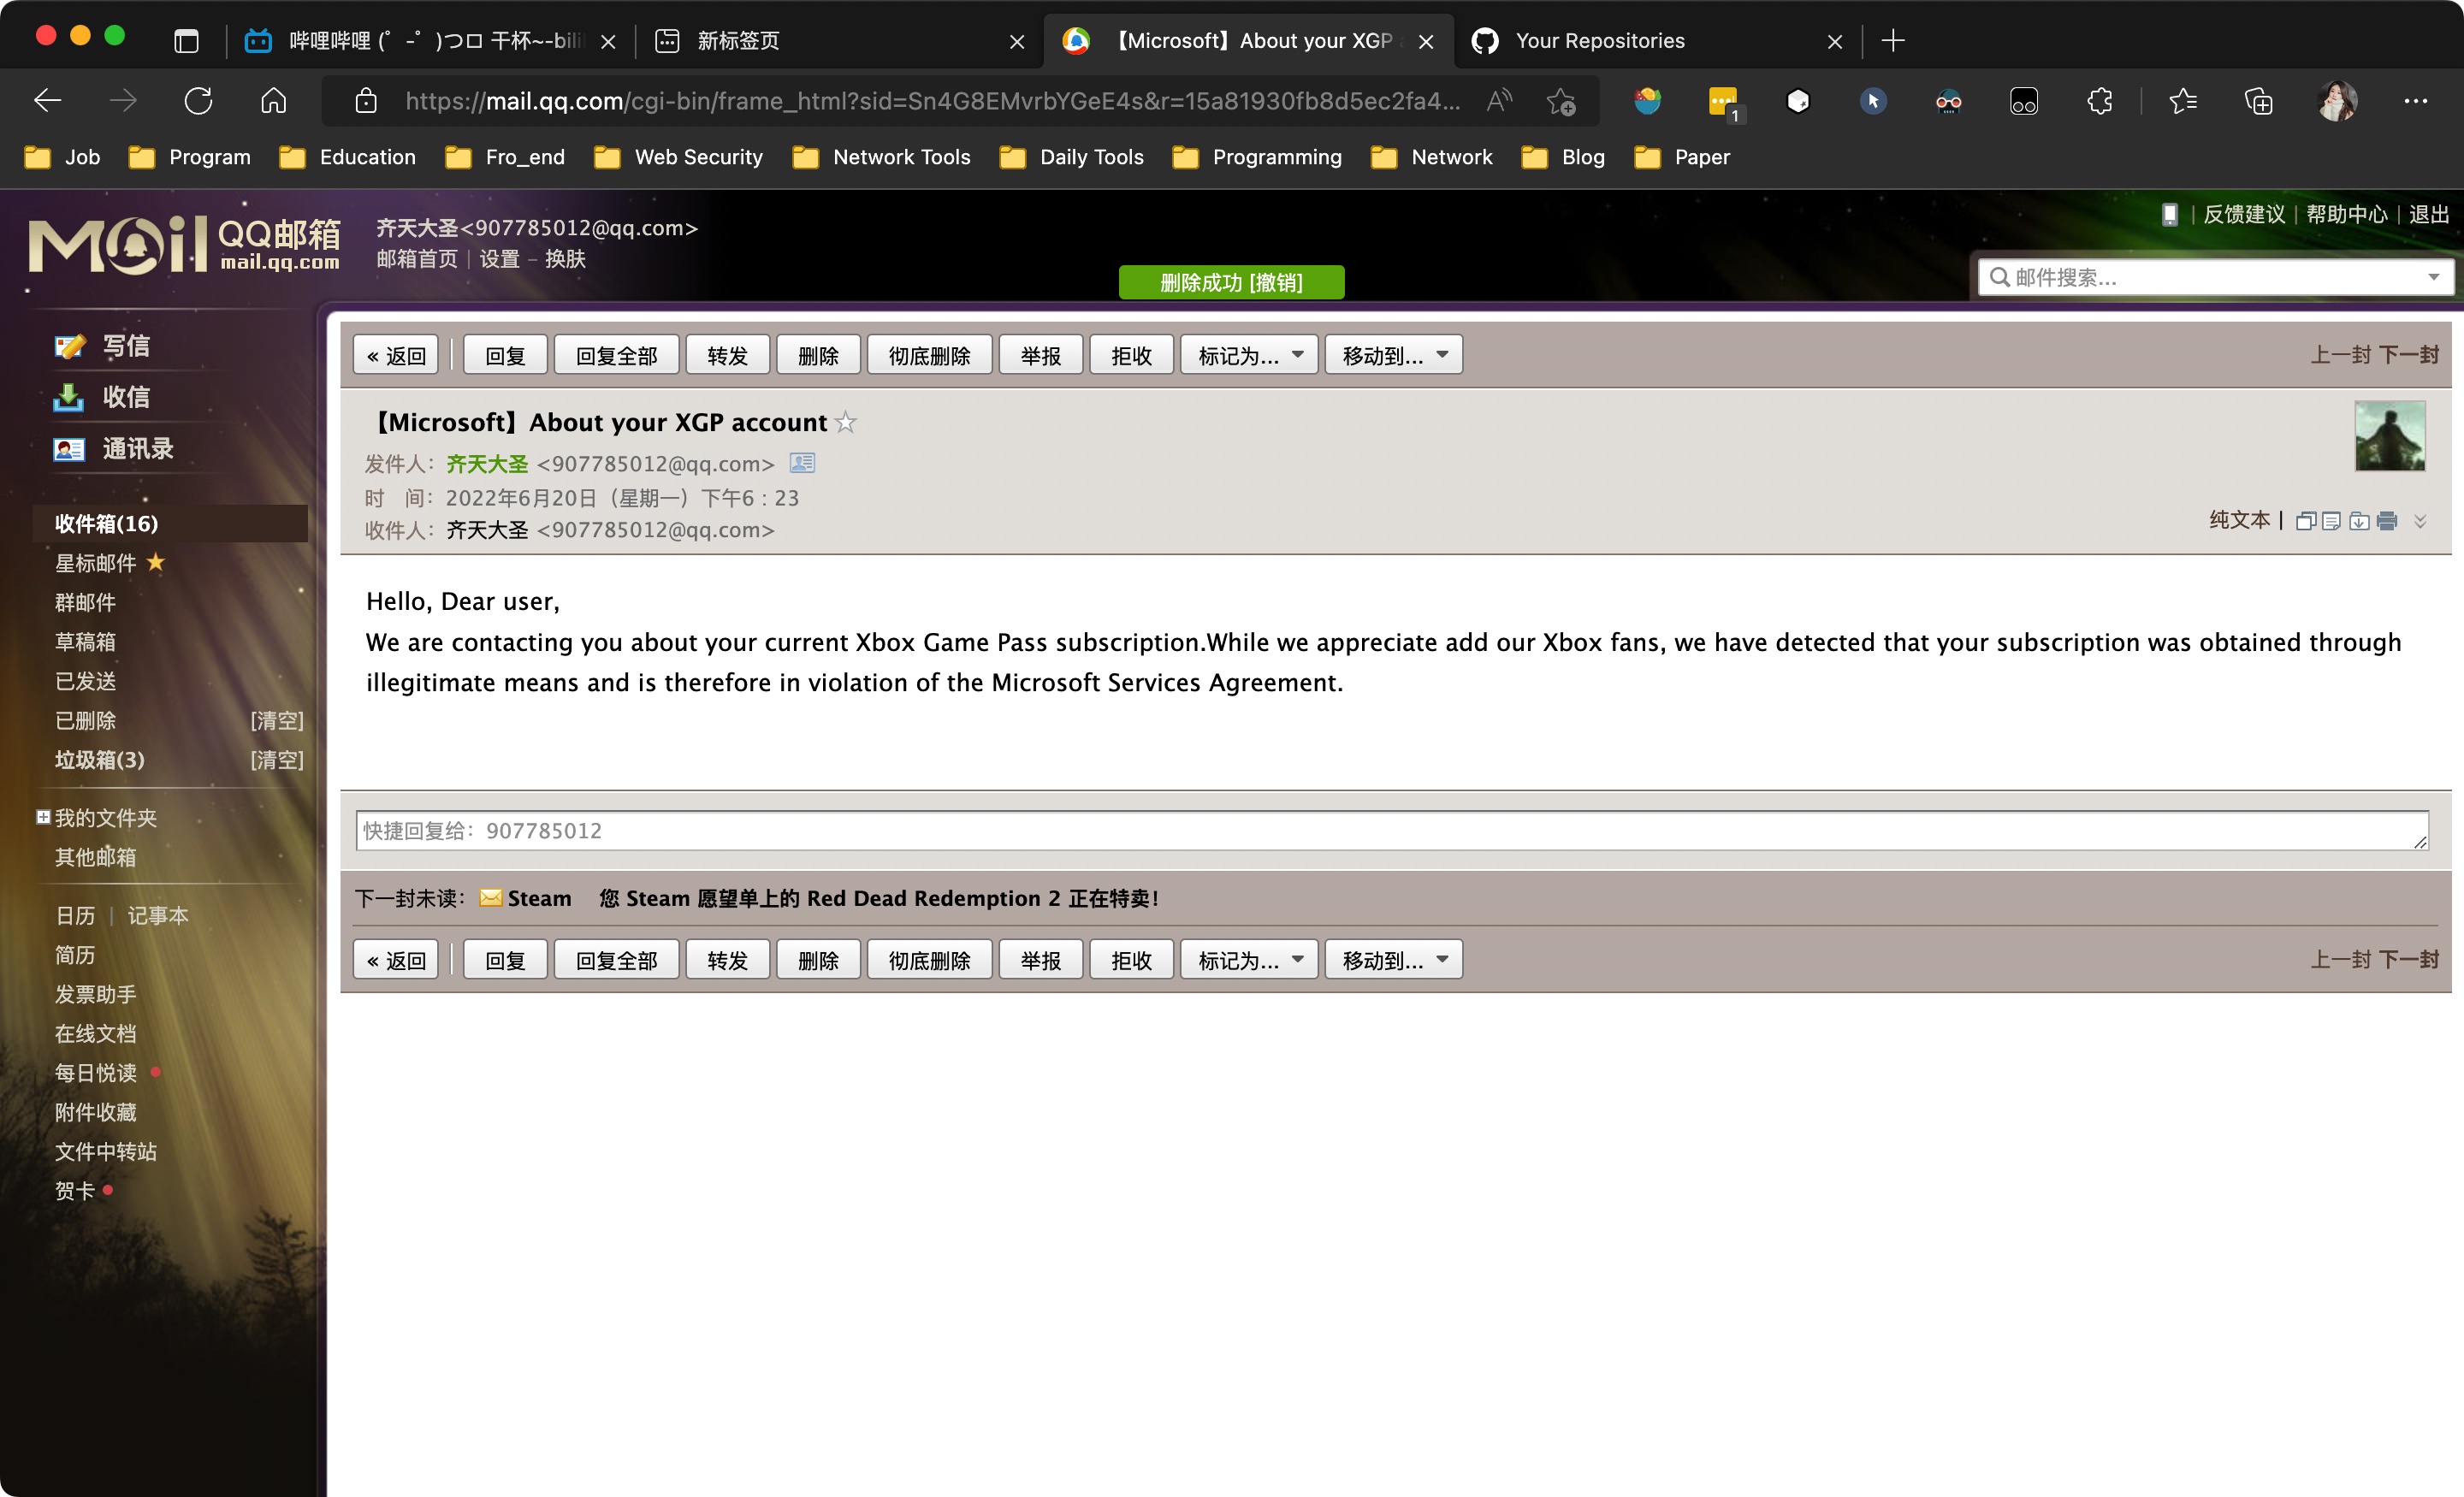 哔哩哔哩 (゜-゜)つロ 干杯~-bili
新标签页
【Microsoft】About your XGP a
Your Repositories
https://mail.qq.com/cgi-bin/frame_html?sid=Sn4G8EMvrbYGeE4s&r=15a81930fb8d5ec2fa4...
1
Job Program Education Fro_end Web Security Network Tools Daily Tools Programming Network Blog Paper
Mail QQ邮箱
mail.qq.com
齐天大圣<907785012@qq.com>
邮箱首页 | 设置 - 换肤
| 反馈建议 | 帮助中心 | 退出
删除成功 [撤销]
邮件搜索...
写信
收信
通讯录
收件箱(16)
星标邮件
群邮件
草稿箱
已发送
已删除 [清空]
垃圾箱(3) [清空]
我的文件夹
其他邮箱
日历 | 记事本
简历
发票助手
在线文档
每日悦读
附件收藏
文件中转站
贺卡
« 返回 回复 回复全部 转发 删除 彻底删除 举报 拒收 标记为... 移动到... 上一封 下一封
【Microsoft】About your XGP account
发件人：齐天大圣 <907785012@qq.com>
时 间：2022年6月20日（星期一）下午6：23
收件人：齐天大圣 <907785012@qq.com>
纯文本 |
Hello, Dear user,
We are contacting you about your current Xbox Game Pass subscription.While we appreciate add our Xbox fans, we have detected that your subscription was obtained through
illegitimate means and is therefore in violation of the Microsoft Services Agreement.
快捷回复给：907785012
下一封未读：Steam 您 Steam 愿望单上的 Red Dead Redemption 2 正在特卖！
« 返回 回复 回复全部 转发 删除 彻底删除 举报 拒收 标记为... 移动到... 上一封 下一封